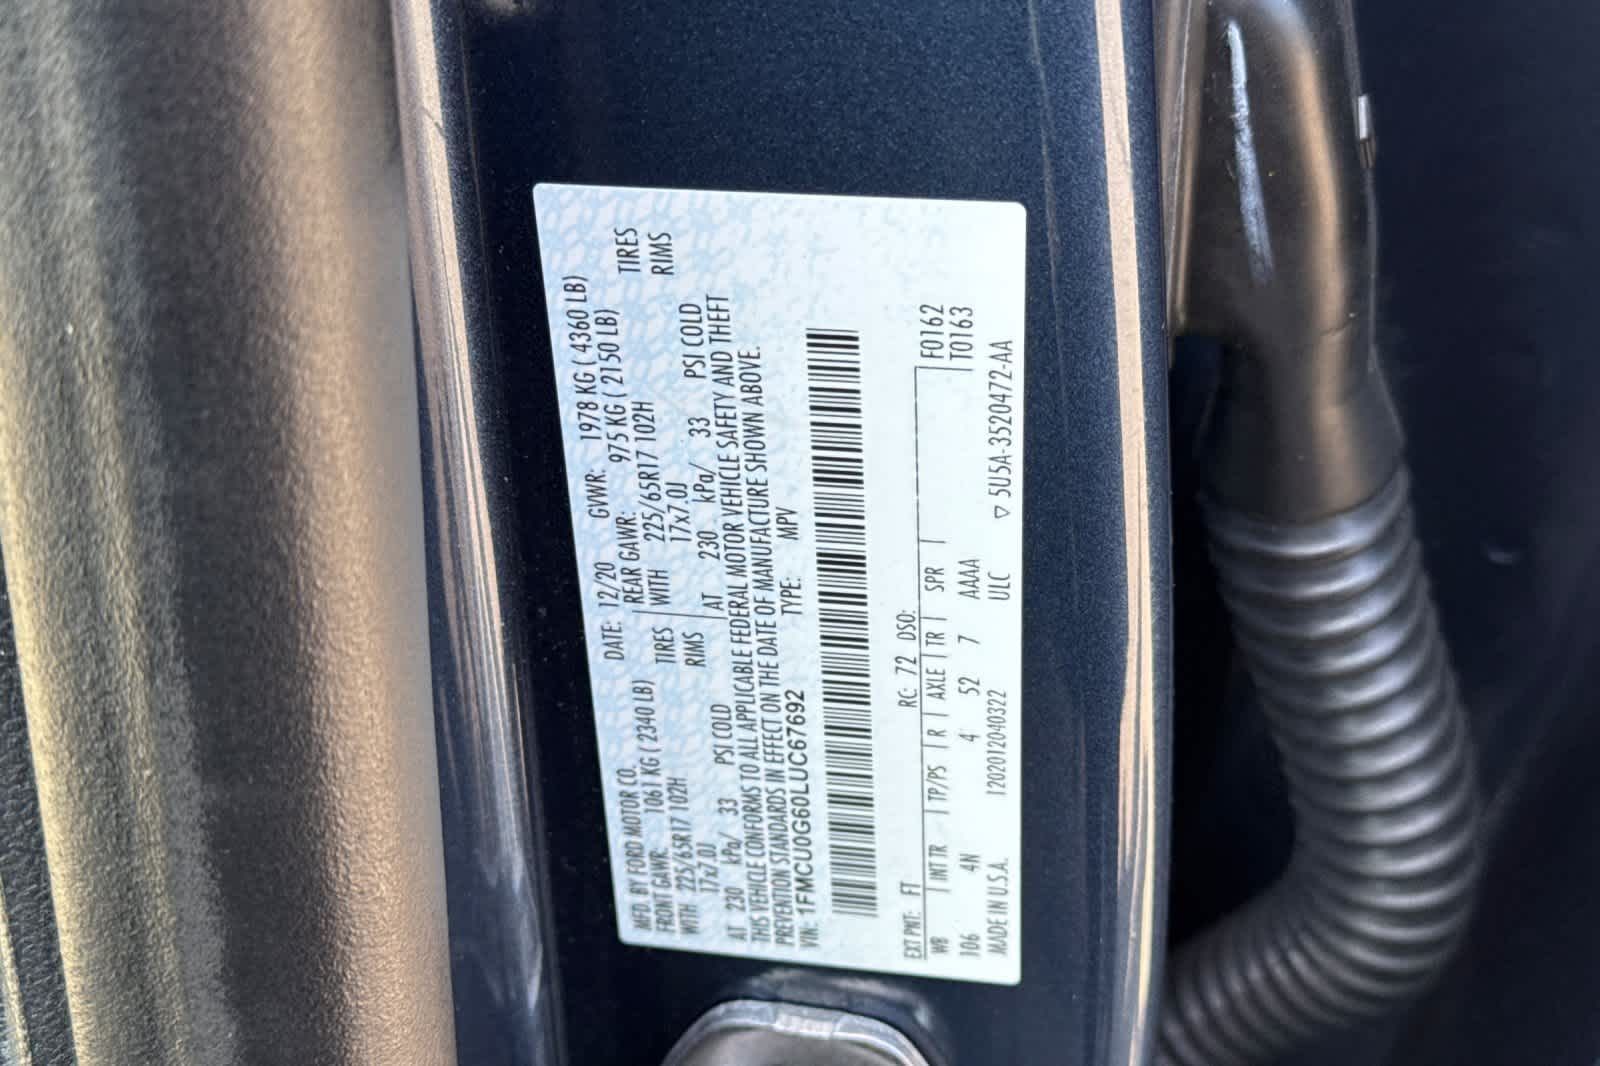 MFD. BY FORD MOTOR CO. DATE: 12/20 GVWR: 1978 KG ( 4360 LB)
FRONT GAWR: 1061 KG ( 2340 LB) REAR GAWR: 975 KG ( 2150 LB)
WITH 225/65R17 102H TIRES WITH 225/65R17 102H TIRES
17x7.0J RIMS 17x7.0J RIMS
AT 230 kPa/ 33 PSI COLD AT 230 kPa/ 33 PSI COLD
THIS VEHICLE CONFORMS TO ALL APPLICABLE FEDERAL MOTOR VEHICLE SAFETY AND THEFT
PREVENTION STANDARDS IN EFFECT ON THE DATE OF MANUFACTURE SHOWN ABOVE.
VIN: 1FMCU0G60LUC67692 TYPE: MPV
EXT PNT: FT RC: 72 DSO: F0162
WB INT TR TP/PS R AXLE TR SPR T0163
106 4N 4 52 7 AAAA
MADE IN U.S.A. 1202012040322 ULC ▽ 5U5A-3520472-AA